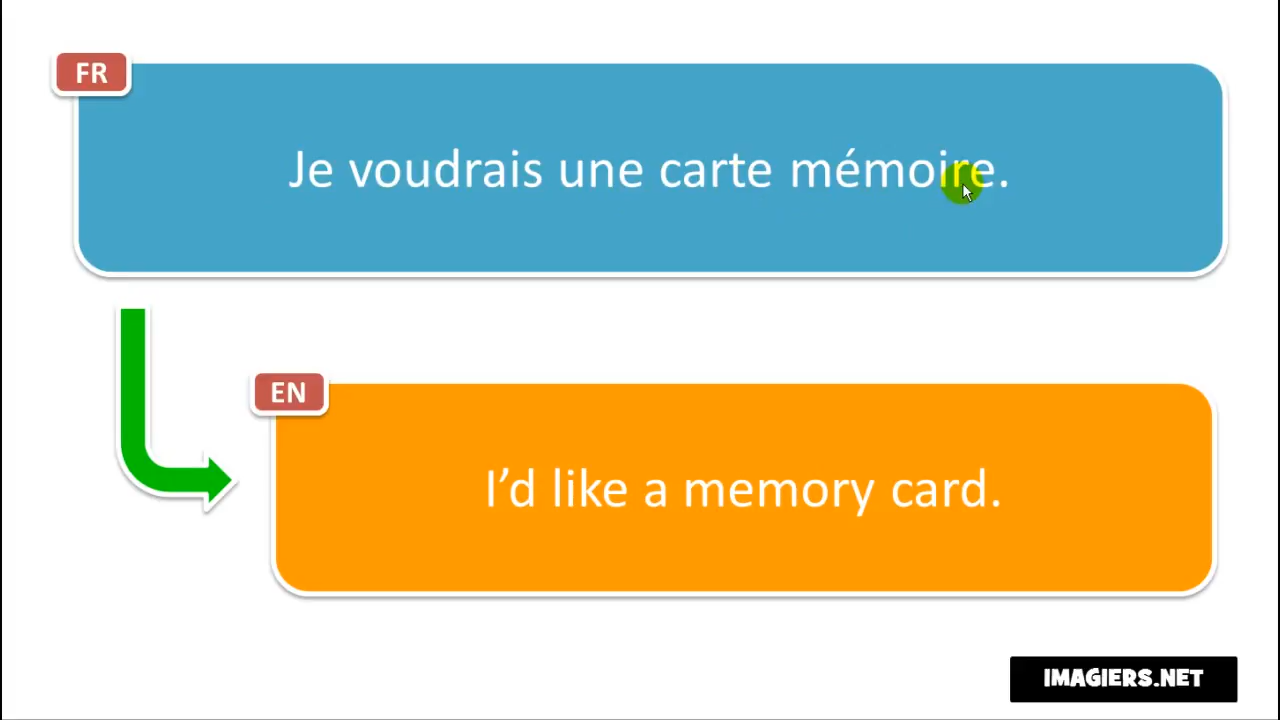 FR
Je voudrais une carte mémoire.
EN
I’d like a memory card.
IMAGIERS.NET